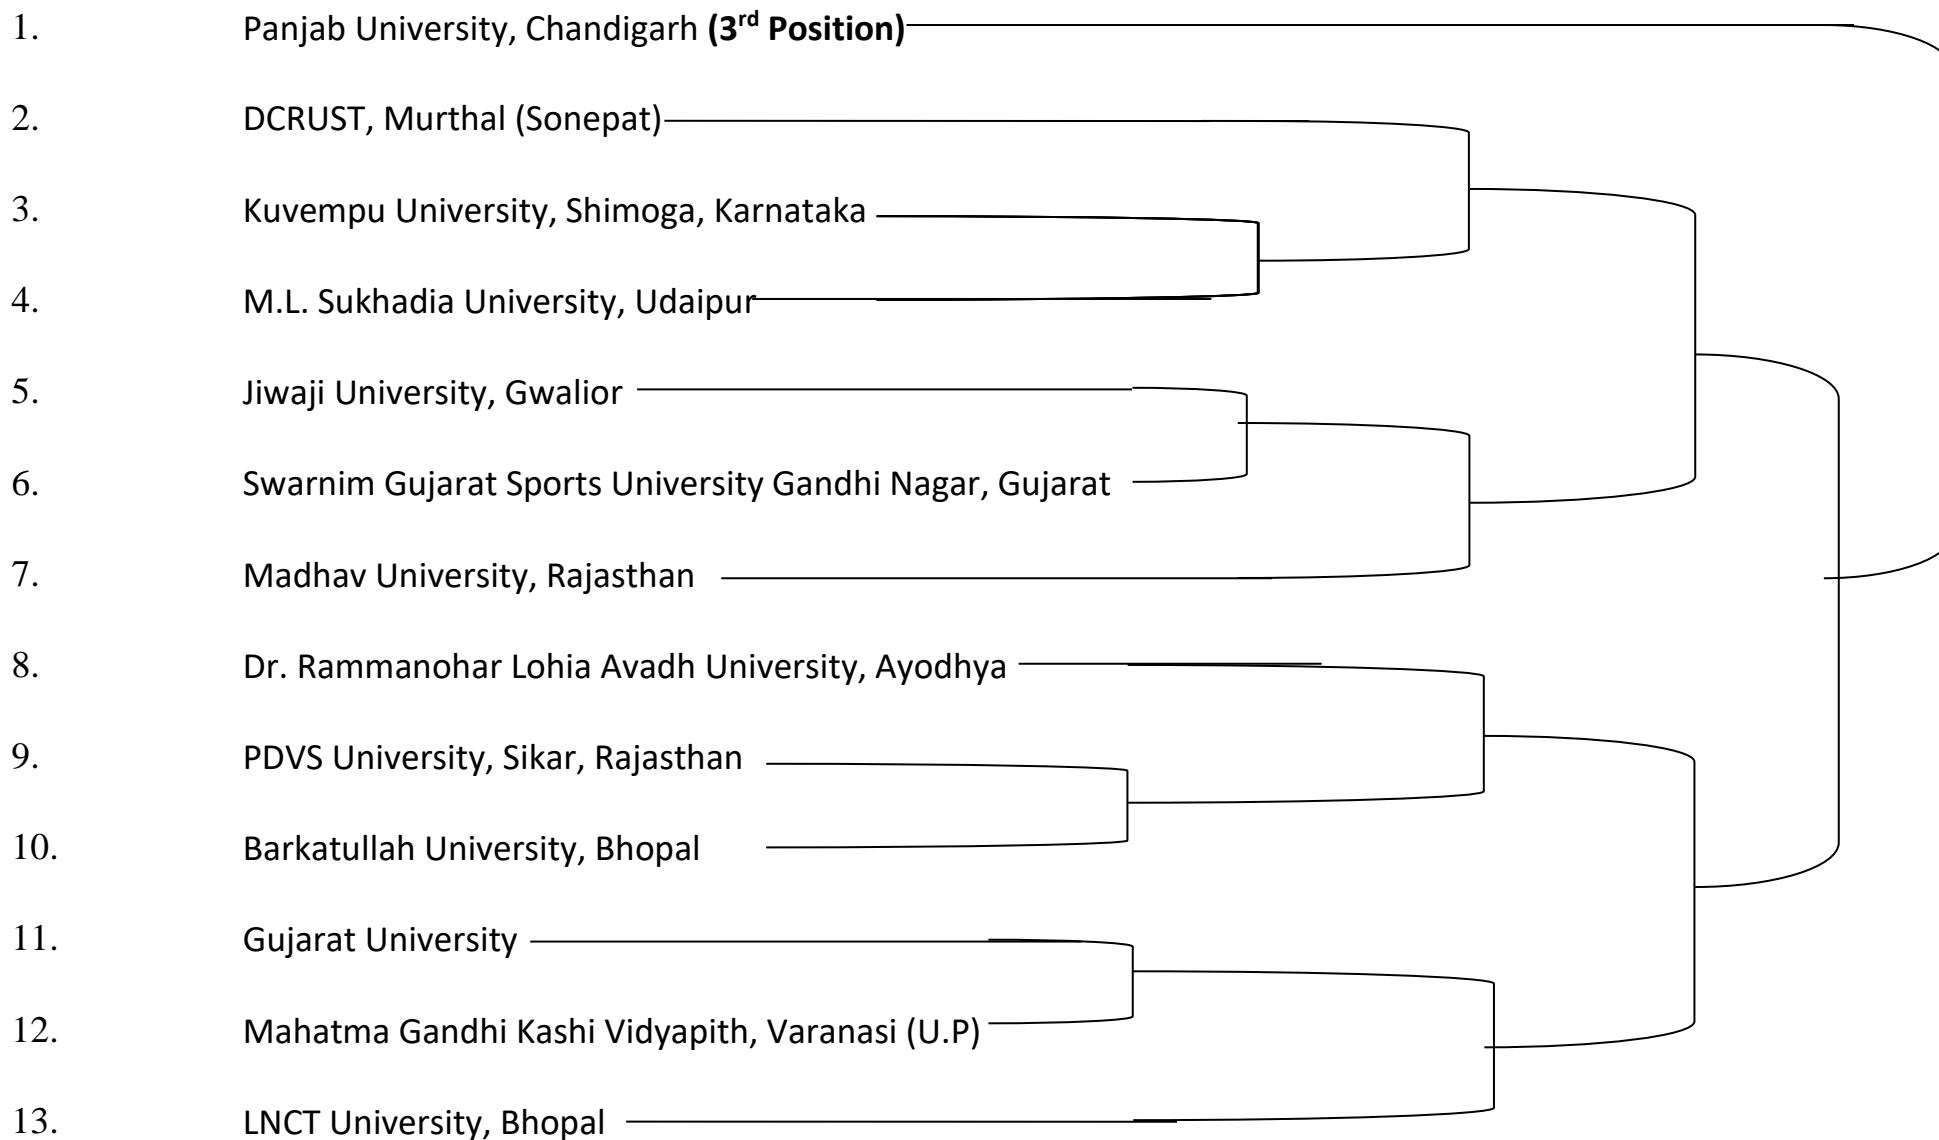 1. Panjab University, Chandigarh (3rd Position)
2. DCRUST, Murthal (Sonepat)
3. Kuvempu University, Shimoga, Karnataka
4. M.L. Sukhadia University, Udaipur
5. Jiwaji University, Gwalior
6. Swarnim Gujarat Sports University Gandhi Nagar, Gujarat
7. Madhav University, Rajasthan
8. Dr. Rammanohar Lohia Avadh University, Ayodhya
9. PDVS University, Sikar, Rajasthan
10. Barkatullah University, Bhopal
11. Gujarat University
12. Mahatma Gandhi Kashi Vidyapith, Varanasi (U.P)
13. LNCT University, Bhopal